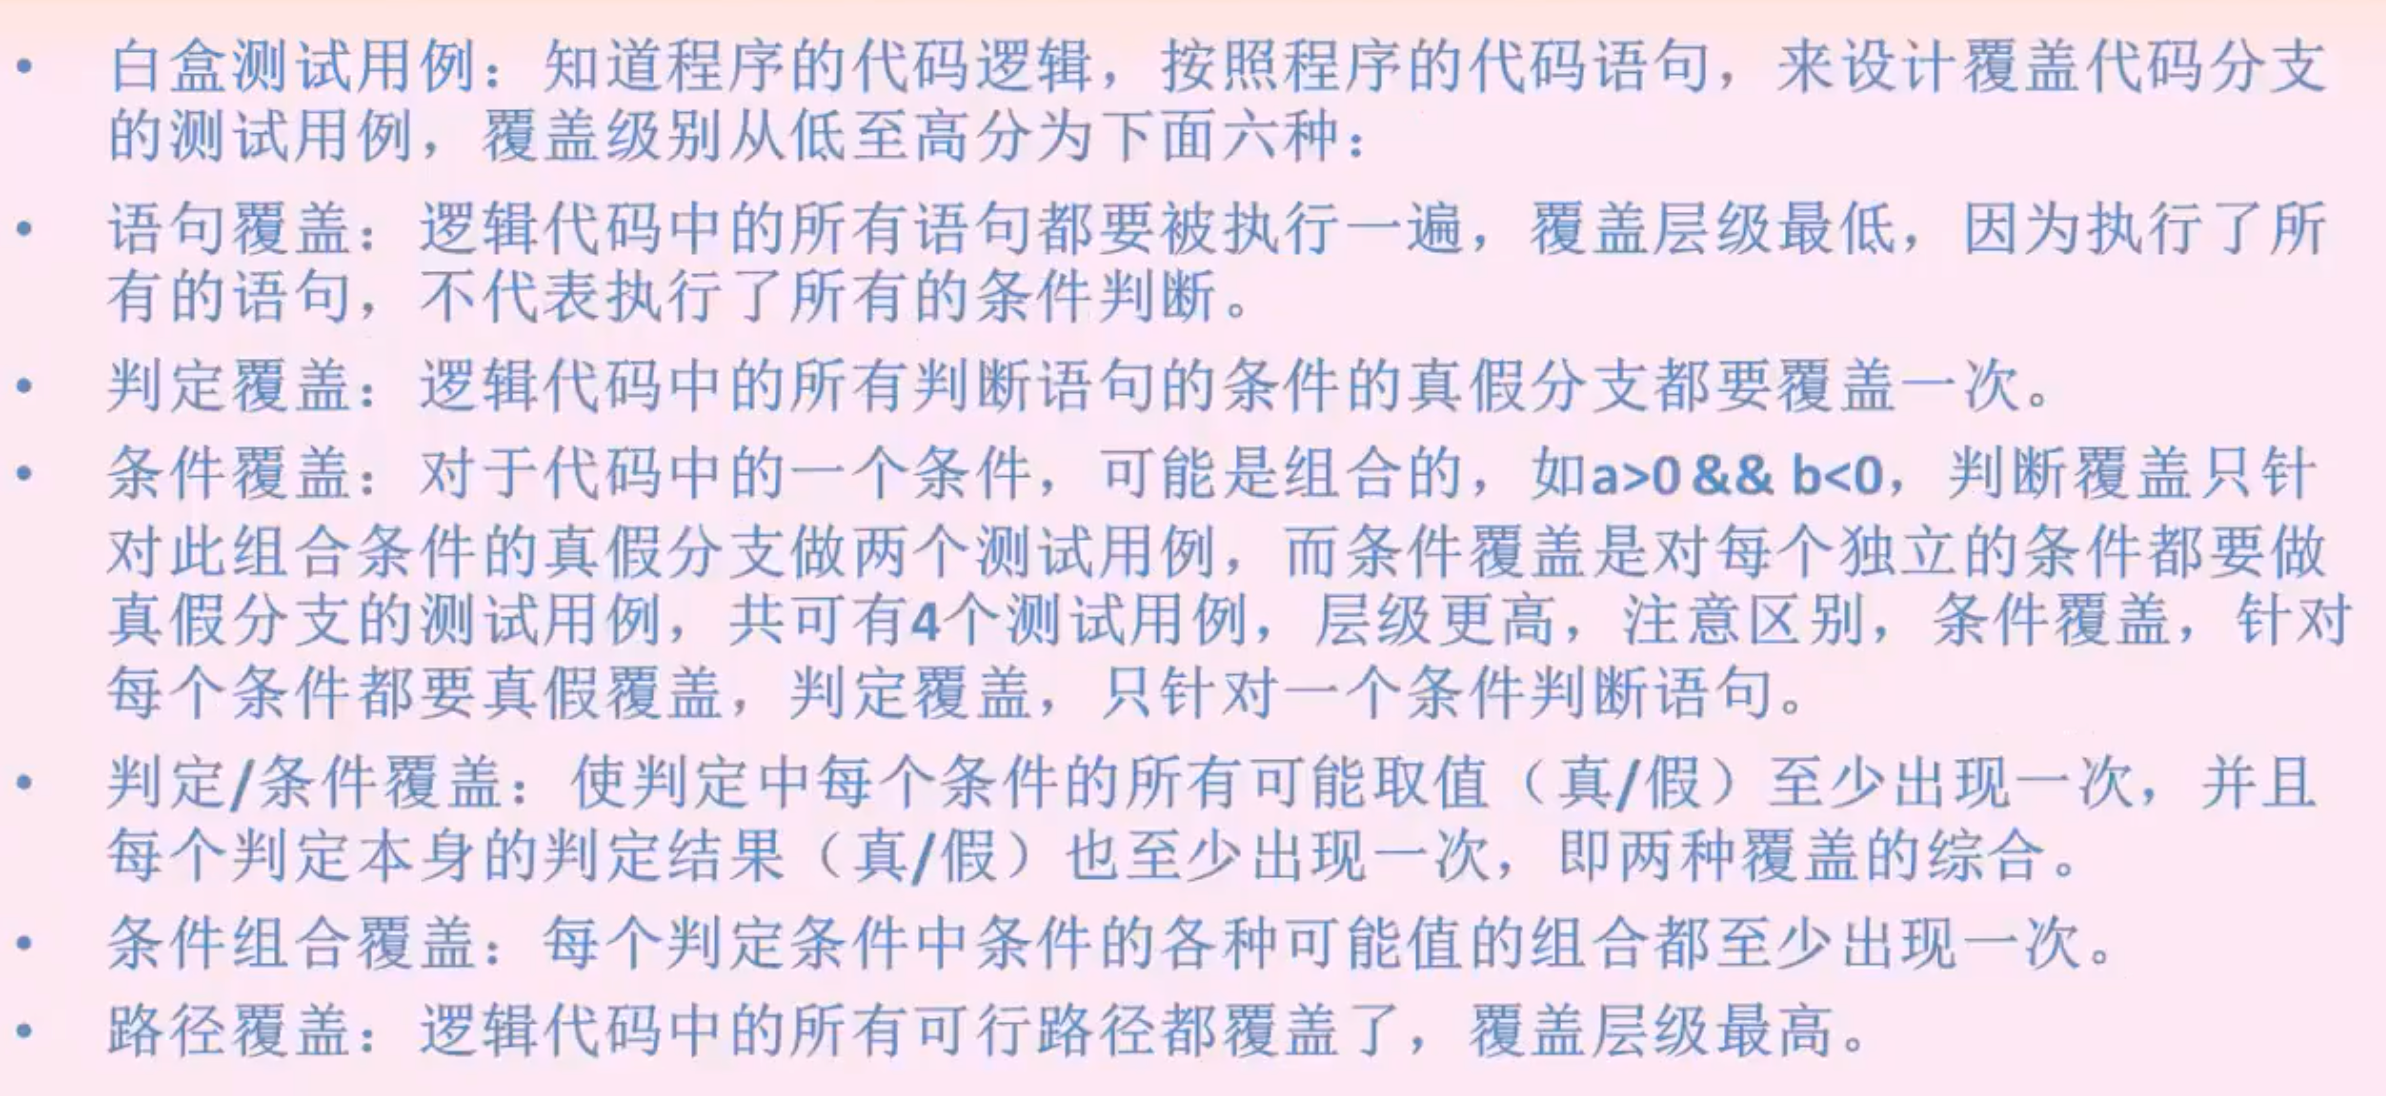 • 白盒测试用例：知道程序的代码逻辑，按照程序的代码语句，来设计覆盖代码分支
的测试用例，覆盖级别从低至高分为下面六种：
• 语句覆盖：逻辑代码中的所有语句都要被执行一遍，覆盖层级最低，因为执行了所
有的语句，不代表执行了所有的条件判断。
• 判定覆盖：逻辑代码中的所有判断语句的条件的真假分支都要覆盖一次。
• 条件覆盖：对于代码中的一个条件，可能是组合的，如a>0 && b<0，判断覆盖只针
对此组合条件的真假分支做两个测试用例，而条件覆盖是对每个独立的条件都要做
真假分支的测试用例，共可有4个测试用例，层级更高，注意区别，条件覆盖，针对
每个条件都要真假覆盖，判定覆盖，只针对一个条件判断语句。
• 判定/条件覆盖：使判定中每个条件的所有可能取值（真/假）至少出现一次，并且
每个判定本身的判定结果（真/假）也至少出现一次，即两种覆盖的综合。
• 条件组合覆盖：每个判定条件中条件的各种可能值的组合都至少出现一次。
• 路径覆盖：逻辑代码中的所有可行路径都覆盖了，覆盖层级最高。